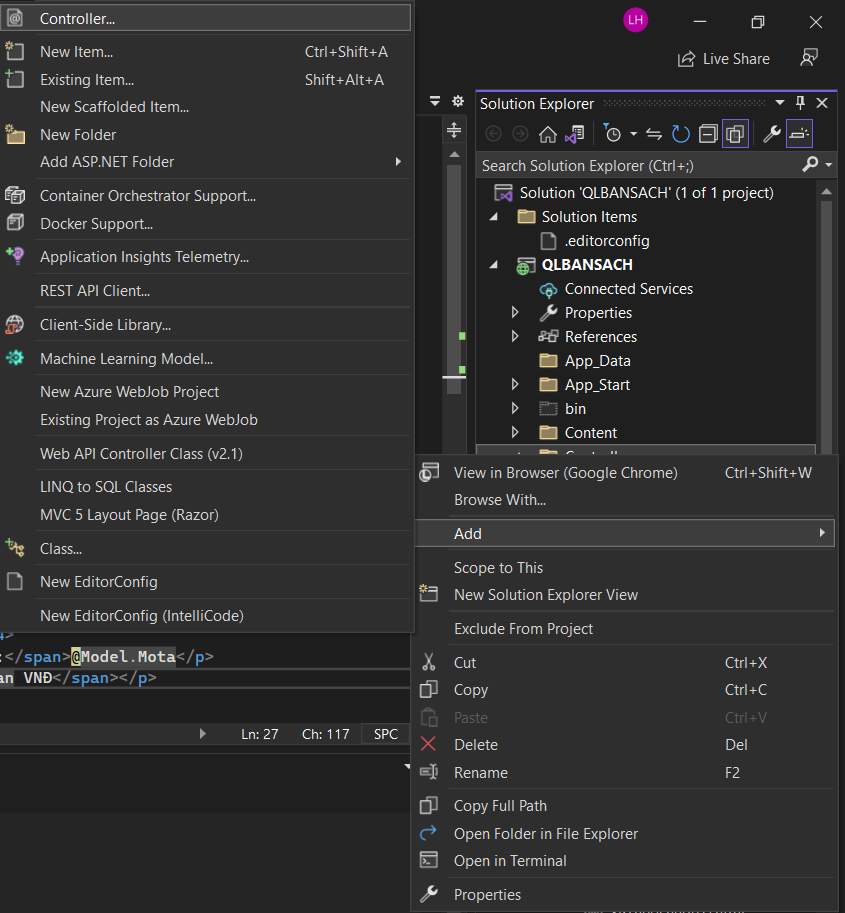 Controller...
New Item... Ctrl+Shift+A
Existing Item... Shift+Alt+A
New Scaffolded Item...
New Folder
Add ASP.NET Folder
Container Orchestrator Support...
Docker Support...
Application Insights Telemetry...
REST API Client...
Client-Side Library...
Machine Learning Model...
New Azure WebJob Project
Existing Project as Azure WebJob
Web API Controller Class (v2.1)
LINQ to SQL Classes
MVC 5 Layout Page (Razor)
Class...
New EditorConfig
New EditorConfig (IntelliCode)
:</span>@Model.Mota</p>
an VNĐ</span></p>
Ln: 27 Ch: 117 SPC
LH
Live Share
Solution Explorer
Search Solution Explorer (Ctrl+;)
Solution 'QLBANSACH' (1 of 1 project)
Solution Items
.editorconfig
QLBANSACH
Connected Services
Properties
References
App_Data
App_Start
bin
Content
View in Browser (Google Chrome) Ctrl+Shift+W
Browse With...
Add
Scope to This
New Solution Explorer View
Exclude From Project
Cut Ctrl+X
Copy Ctrl+C
Paste Ctrl+V
Delete Del
Rename F2
Copy Full Path
Open Folder in File Explorer
Open in Terminal
Properties